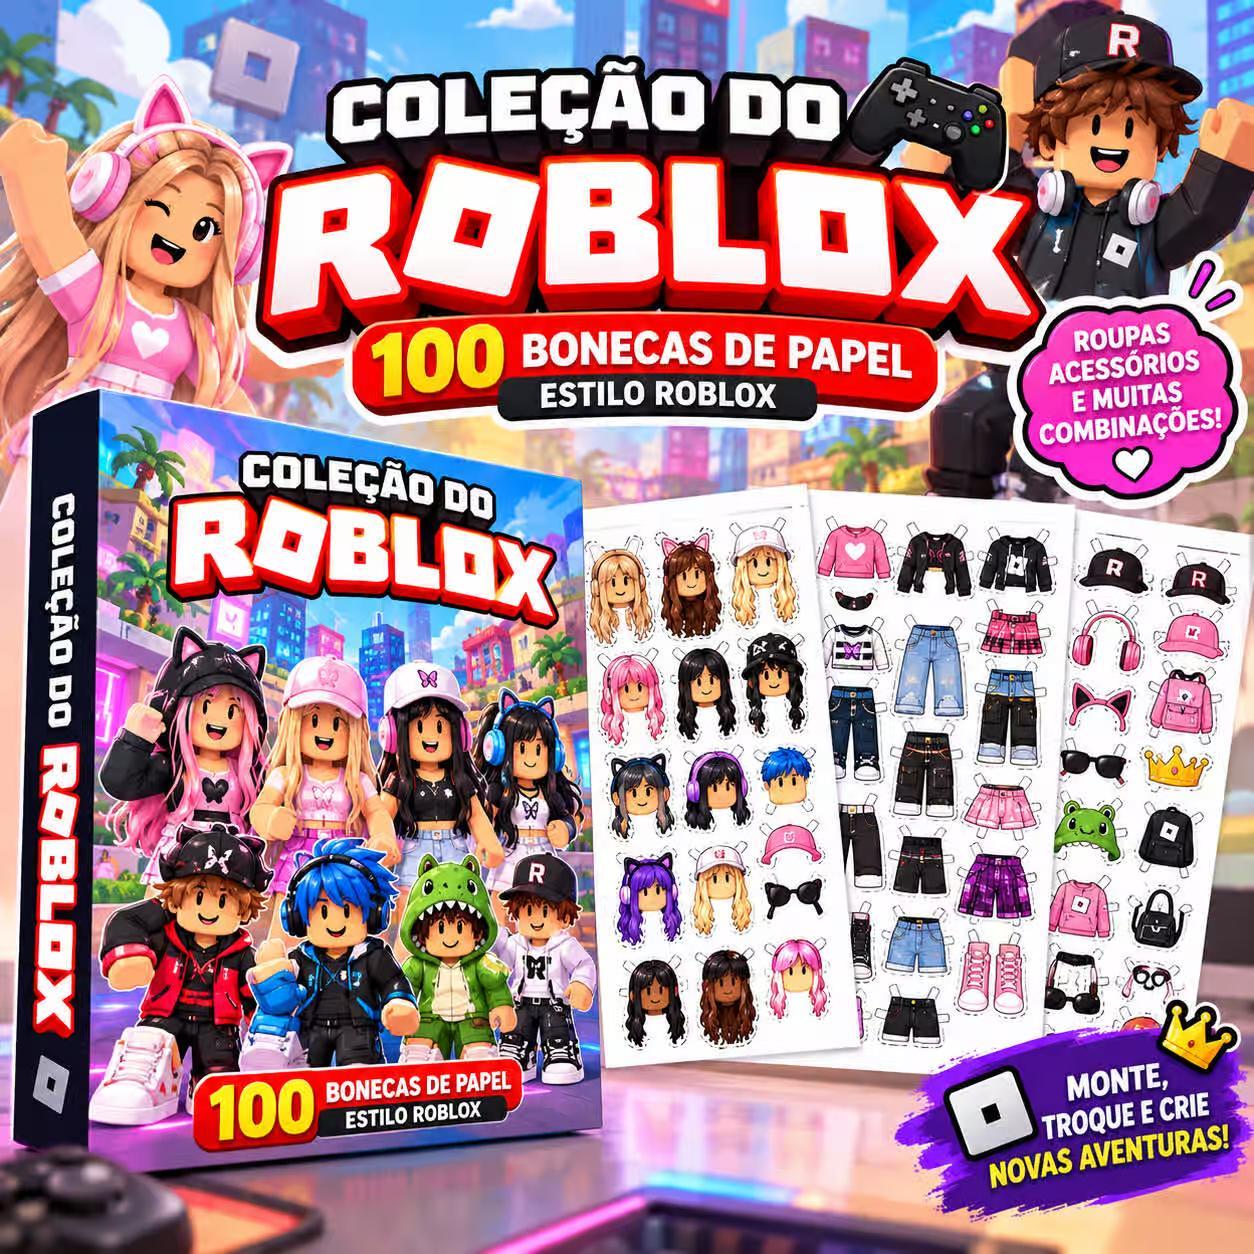 COLEÇÃO DO
ROBLOX
100 BONECAS DE PAPEL
ESTILO ROBLOX
R
ROUPAS
ACESSÓRIOS
E MUITAS
COMBINAÇÕES!
COLEÇÃO DO ROBLOX
COLEÇÃO DO
ROBLOX
R
100 BONECAS DE PAPEL
ESTILO ROBLOX
R
R
MONTE,
TROQUE E CRIE
NOVAS AVENTURAS!